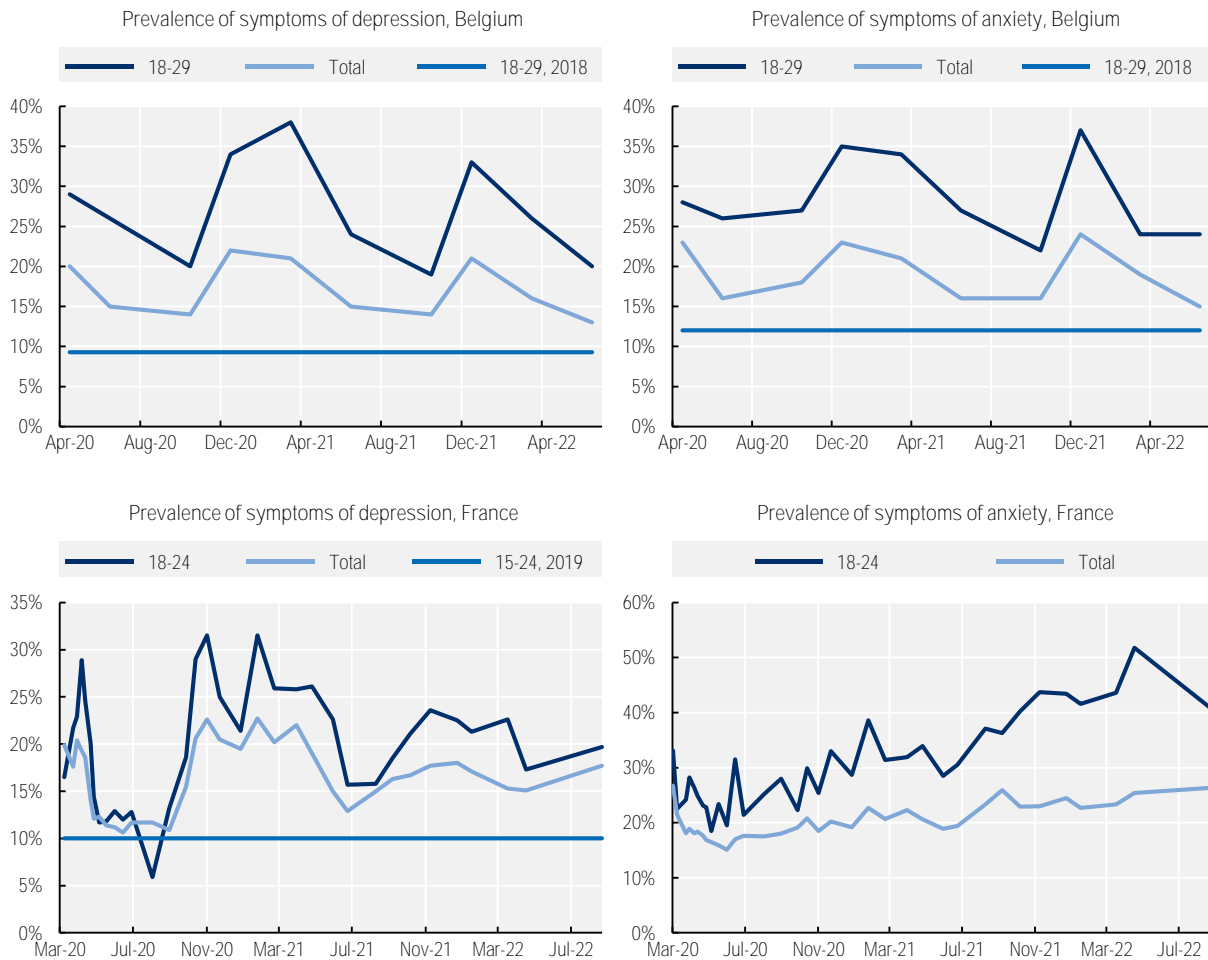 Prevalence of symptoms of depression, Belgium
18-29 Total 18-29, 2018
40%
35%
30%
25%
20%
15%
10%
5%
0%
Apr-20 Aug-20 Dec-20 Apr-21 Aug-21 Dec-21 Apr-22
Prevalence of symptoms of anxiety, Belgium
18-29 Total 18-29, 2018
40%
35%
30%
25%
20%
15%
10%
5%
0%
Apr-20 Aug-20 Dec-20 Apr-21 Aug-21 Dec-21 Apr-22
Prevalence of symptoms of depression, France
18-24 Total 15-24, 2019
35%
30%
25%
20%
15%
10%
5%
0%
Mar-20 Jul-20 Nov-20 Mar-21 Jul-21 Nov-21 Mar-22 Jul-22
Prevalence of symptoms of anxiety, France
18-24 Total
60%
50%
40%
30%
20%
10%
0%
Mar-20 Jul-20 Nov-20 Mar-21 Jul-21 Nov-21 Mar-22 Jul-22